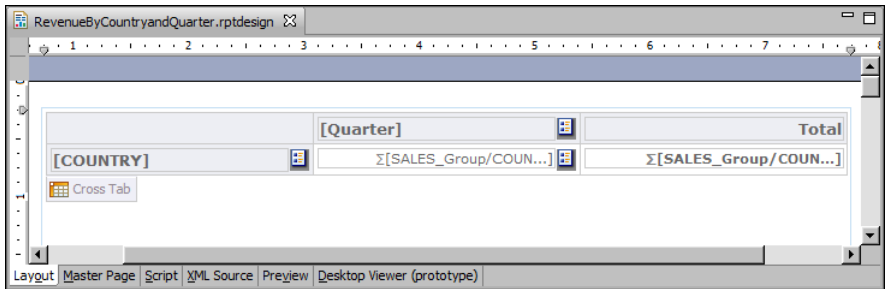 RevenueByCountryandQuarter.rptdesign
1 2 3 4 5 6 7 8
[Quarter] Total
[COUNTRY] Σ[SALES_Group/COUN...] Σ[SALES_Group/COUN...]
Cross Tab
Layout Master Page Script XML Source Preview Desktop Viewer (prototype)